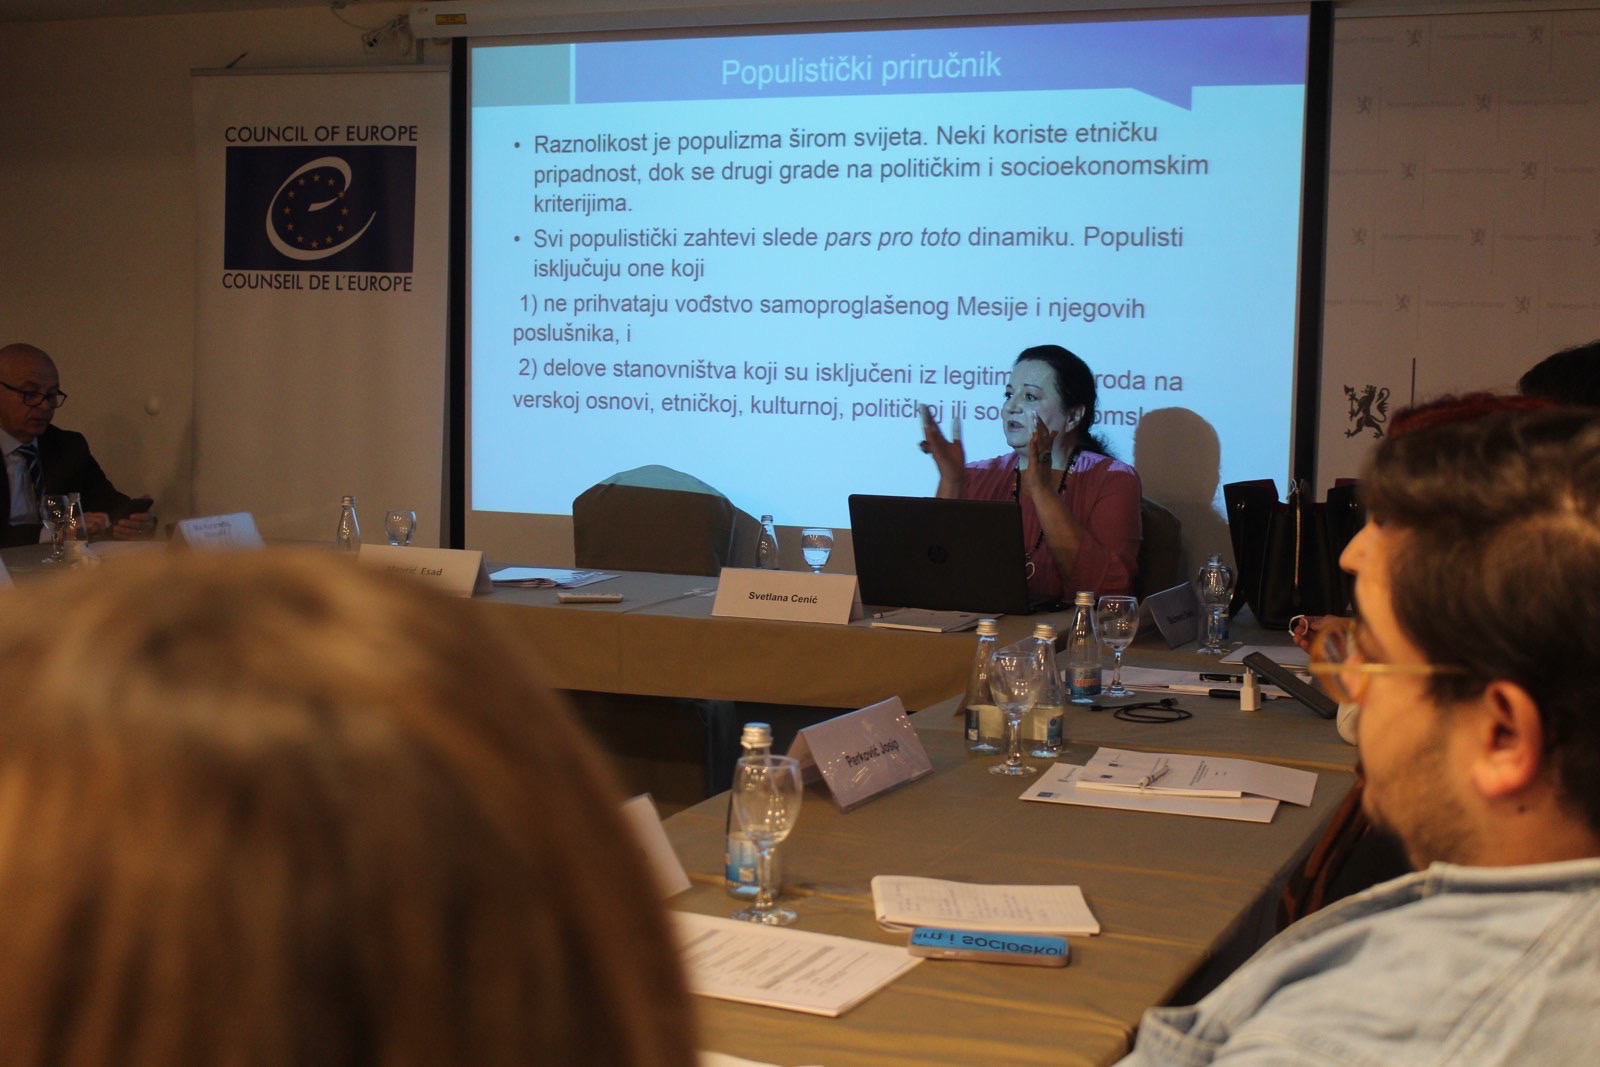 COUNCIL OF EUROPE
COUNSEIL DE L'EUROPE
Populistički priručnik
• Raznolikost je populizma širom svijeta. Neki koriste etničku
pripadnost, dok se drugi grade na političkim i socioekonomskim
kriterijima.
• Svi populistički zahtevi slede pars pro toto dinamiku. Populisti
isključuju one koji
1) ne prihvataju vođstvo samoproglašenog Mesije i njegovih
poslušnika, i
2) delove stanovništva koji su isključeni iz
na
verskoj osnovi, etničkoj, kulturnoj, političkoj ili
Esad
Svetlana Cenić
Perković Josip
hp
m i socioekon